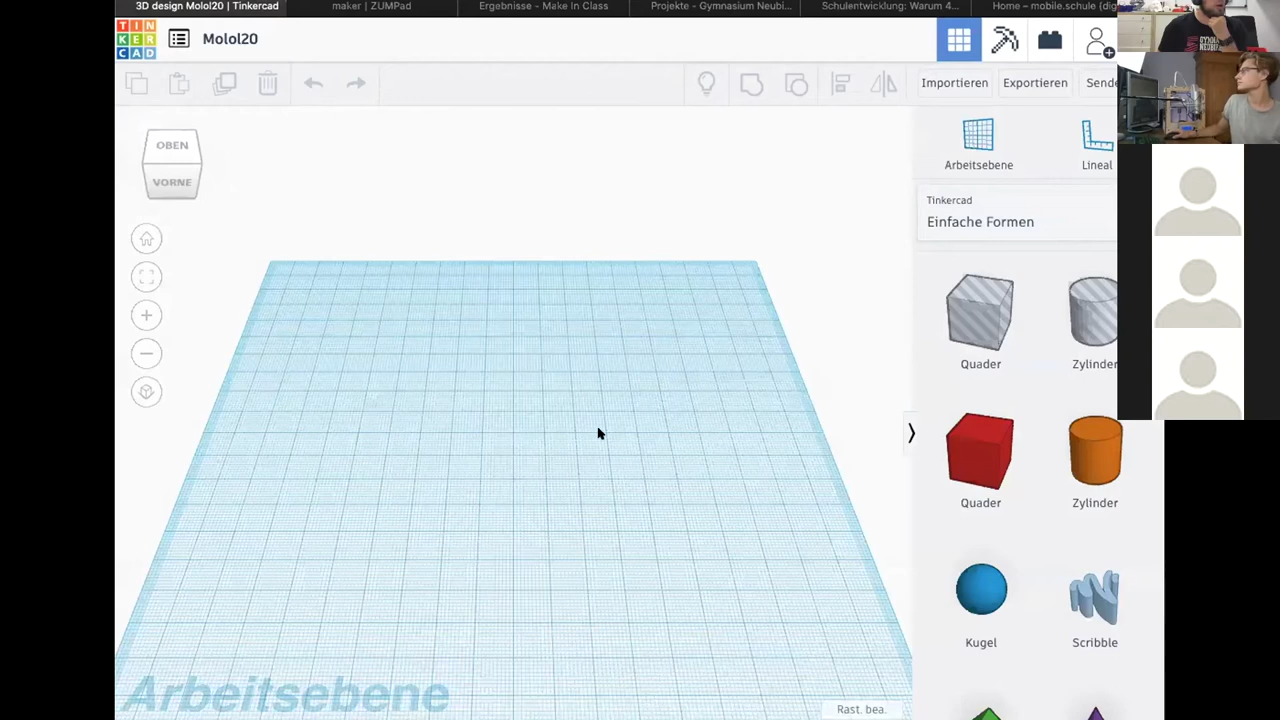 3D design Molol20 | Tinkercad
maker | ZUMPad
Ergebnisse - Make In Class
Projekte - Gymnasium Neubi...
Schulentwicklung: Warum 4...
Home – mobile.schule (dig
TIN
KER
CAD
Molol20
Importieren
Exportieren
Sende
OBEN
VORNE
Arbeitsebene
Lineal
Tinkercad
Einfache Formen
Quader
Zylinder
Quader
Zylinder
Kugel
Scribble
Arbeitsebene
Rast. bea.